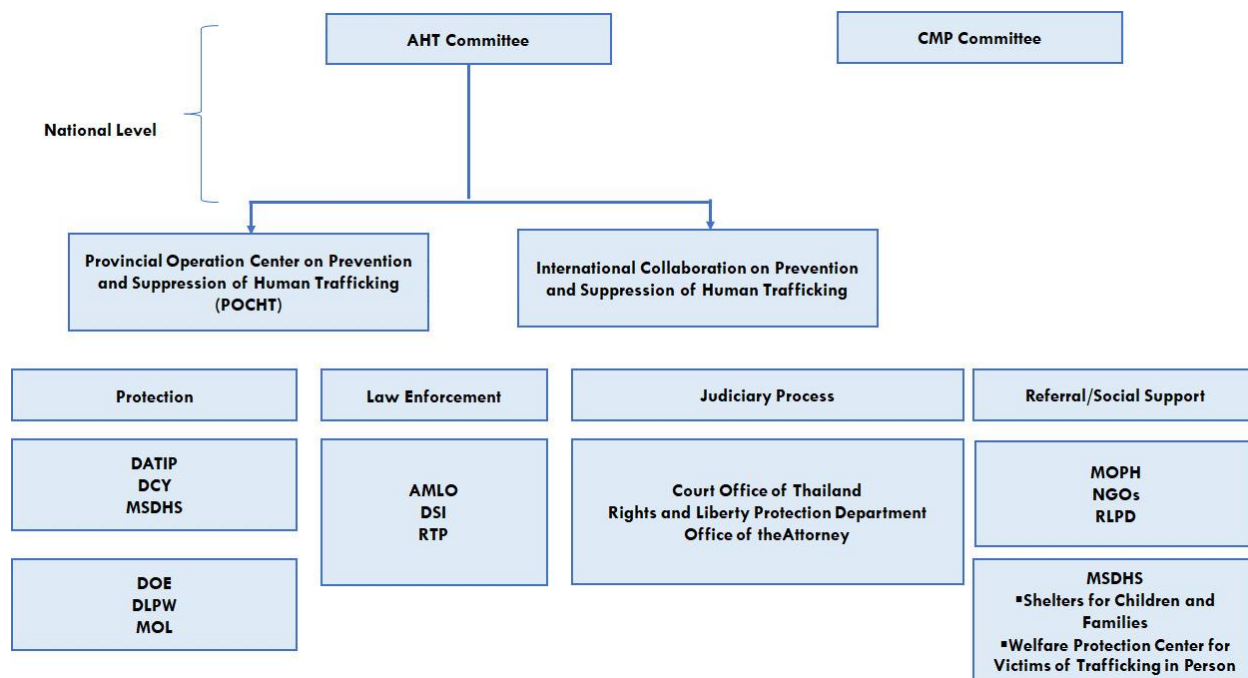 AHT Committee
CMP Committee
National Level
Provincial Operation Center on Prevention
and Suppression of Human Trafficking
(POCHT)
International Collaboration on Prevention
and Suppression of Human Trafficking
Protection
Law Enforcement
Judiciary Process
Referral/Social Support
DATIP
DCY
MSDHS
AMLO
DSI
RTP
Court Office of Thailand
Rights and Liberty Protection Department
Office of theAttorney
MOPH
NGOs
RLPD
DOE
DLPW
MOL
MSDHS
▪Shelters for Children and
Families
▪Welfare Protection Center for
Victims of Trafficking in Person